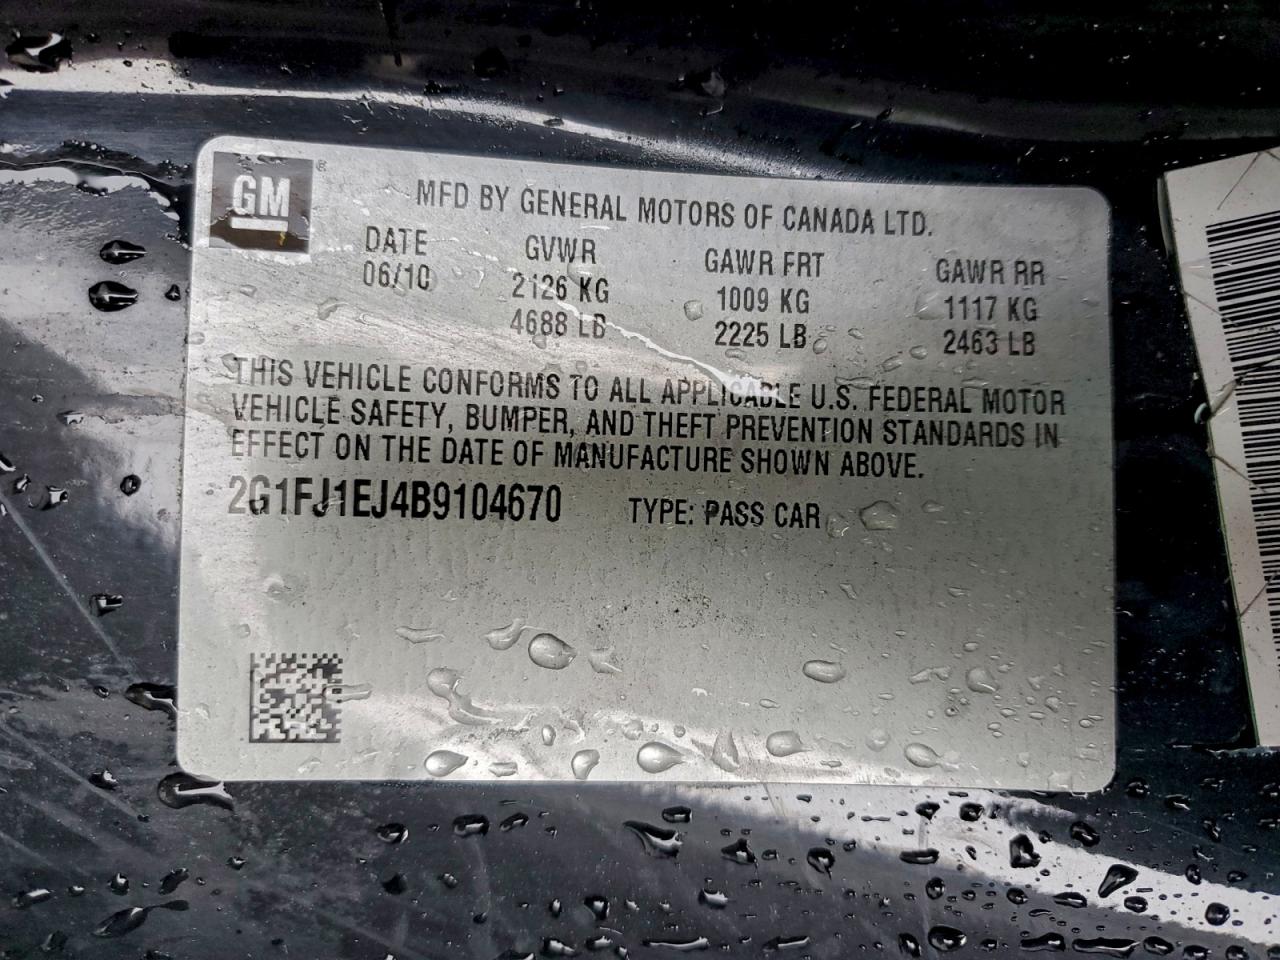 GM ®
MFD BY GENERAL MOTORS OF CANADA LTD.
DATE GVWR GAWR FRT GAWR RR
06/10 2126 KG 1009 KG 1117 KG
4688 LB 2225 LB 2463 LB
THIS VEHICLE CONFORMS TO ALL APPLICABLE U.S. FEDERAL MOTOR
VEHICLE SAFETY, BUMPER, AND THEFT PREVENTION STANDARDS IN
EFFECT ON THE DATE OF MANUFACTURE SHOWN ABOVE.
2G1FJ1EJ4B9104670 TYPE: PASS CAR